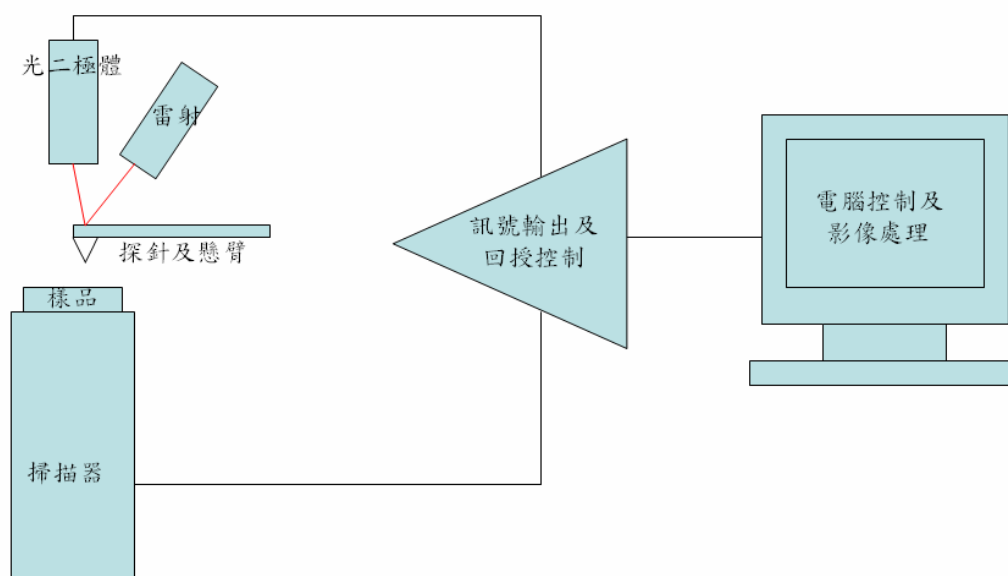 光二極體
雷射
探針及懸臂
樣品
掃描器
訊號輸出及
回授控制
電腦控制及
影像處理